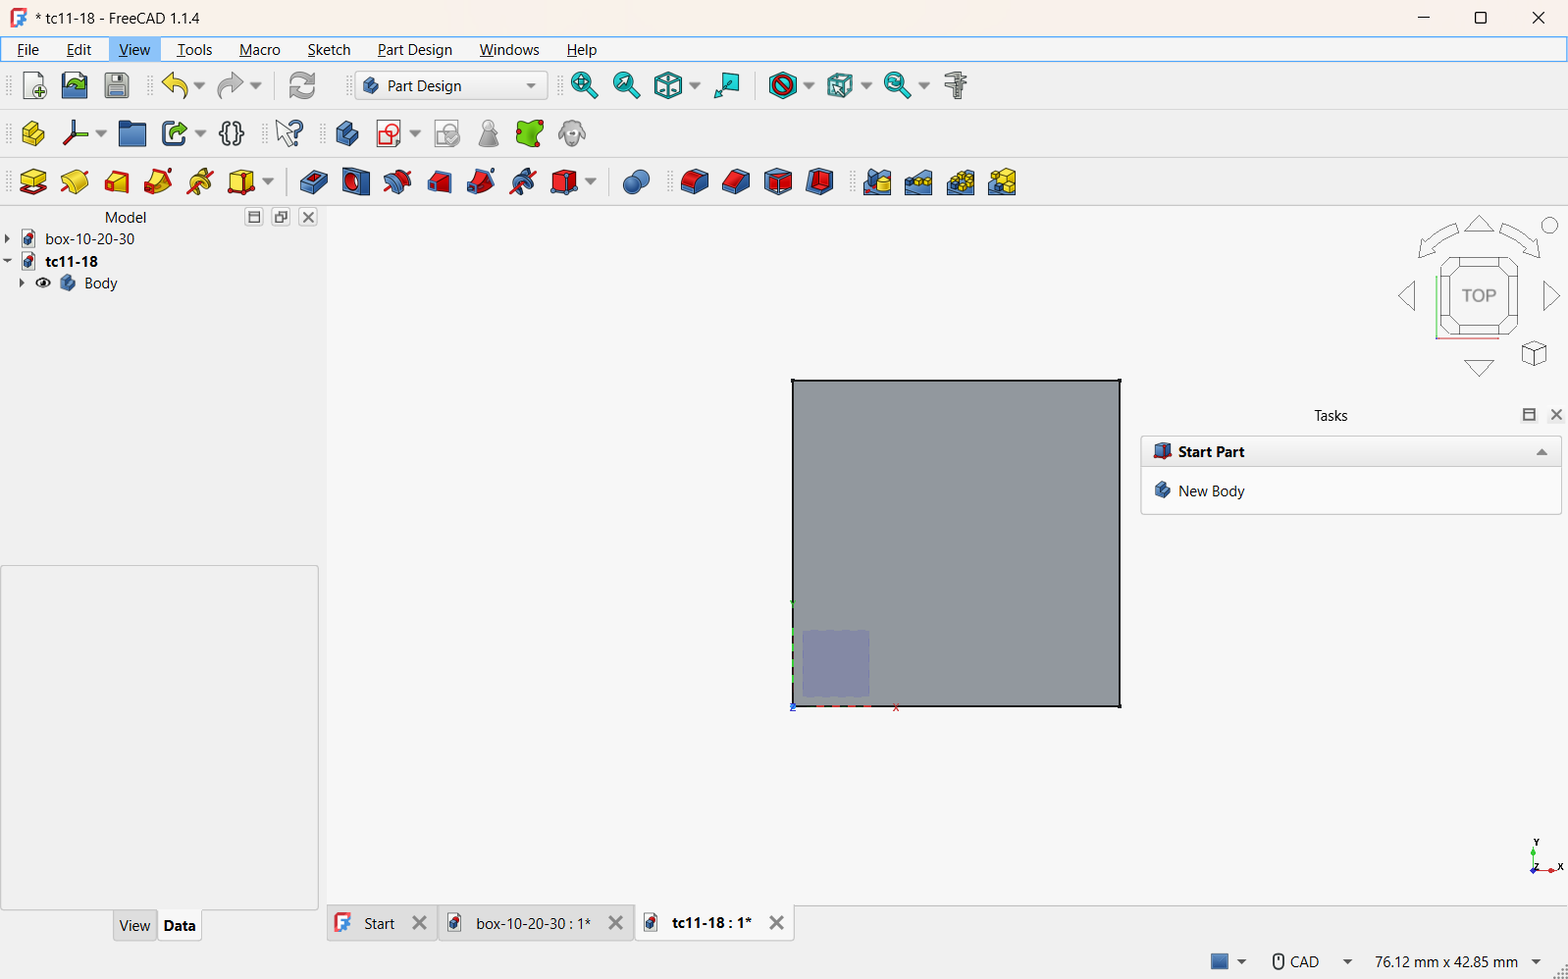 * tc11-18 - FreeCAD 1.1.4
File Edit View Tools Macro Sketch Part Design Windows Help
Part Design
Model
box-10-20-30
tc11-18
Body
TOP
Tasks
Start Part
New Body
Y
X
Z
Y
Z
X
View Data
Start box-10-20-30 : 1* tc11-18 : 1*
CAD 76.12 mm x 42.85 mm